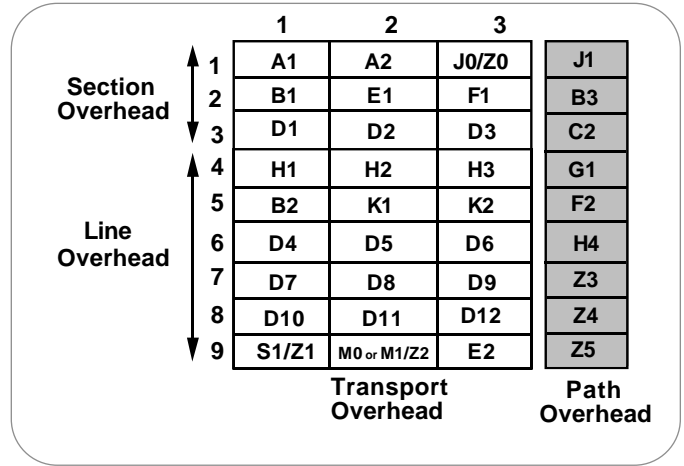 1 2 3
1 A1 A2 J0/Z0 J1
Section Overhead
2 B1 E1 F1 B3
3 D1 D2 D3 C2
4 H1 H2 H3 G1
5 B2 K1 K2 F2
Line Overhead
6 D4 D5 D6 H4
7 D7 D8 D9 Z3
8 D10 D11 D12 Z4
9 S1/Z1 M0 or M1/Z2 E2 Z5
Transport
Overhead
Path
Overhead